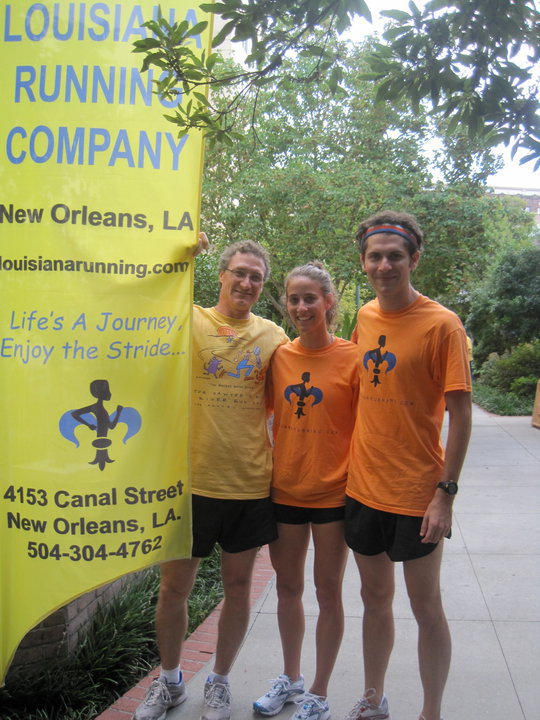 LOUISIANA
RUNNING
COMPANY
New Orleans, LA
louisianarunning.com
Life's A Journey,
Enjoy the Stride...
4153 Canal Street
New Orleans, LA.
504-304-4762